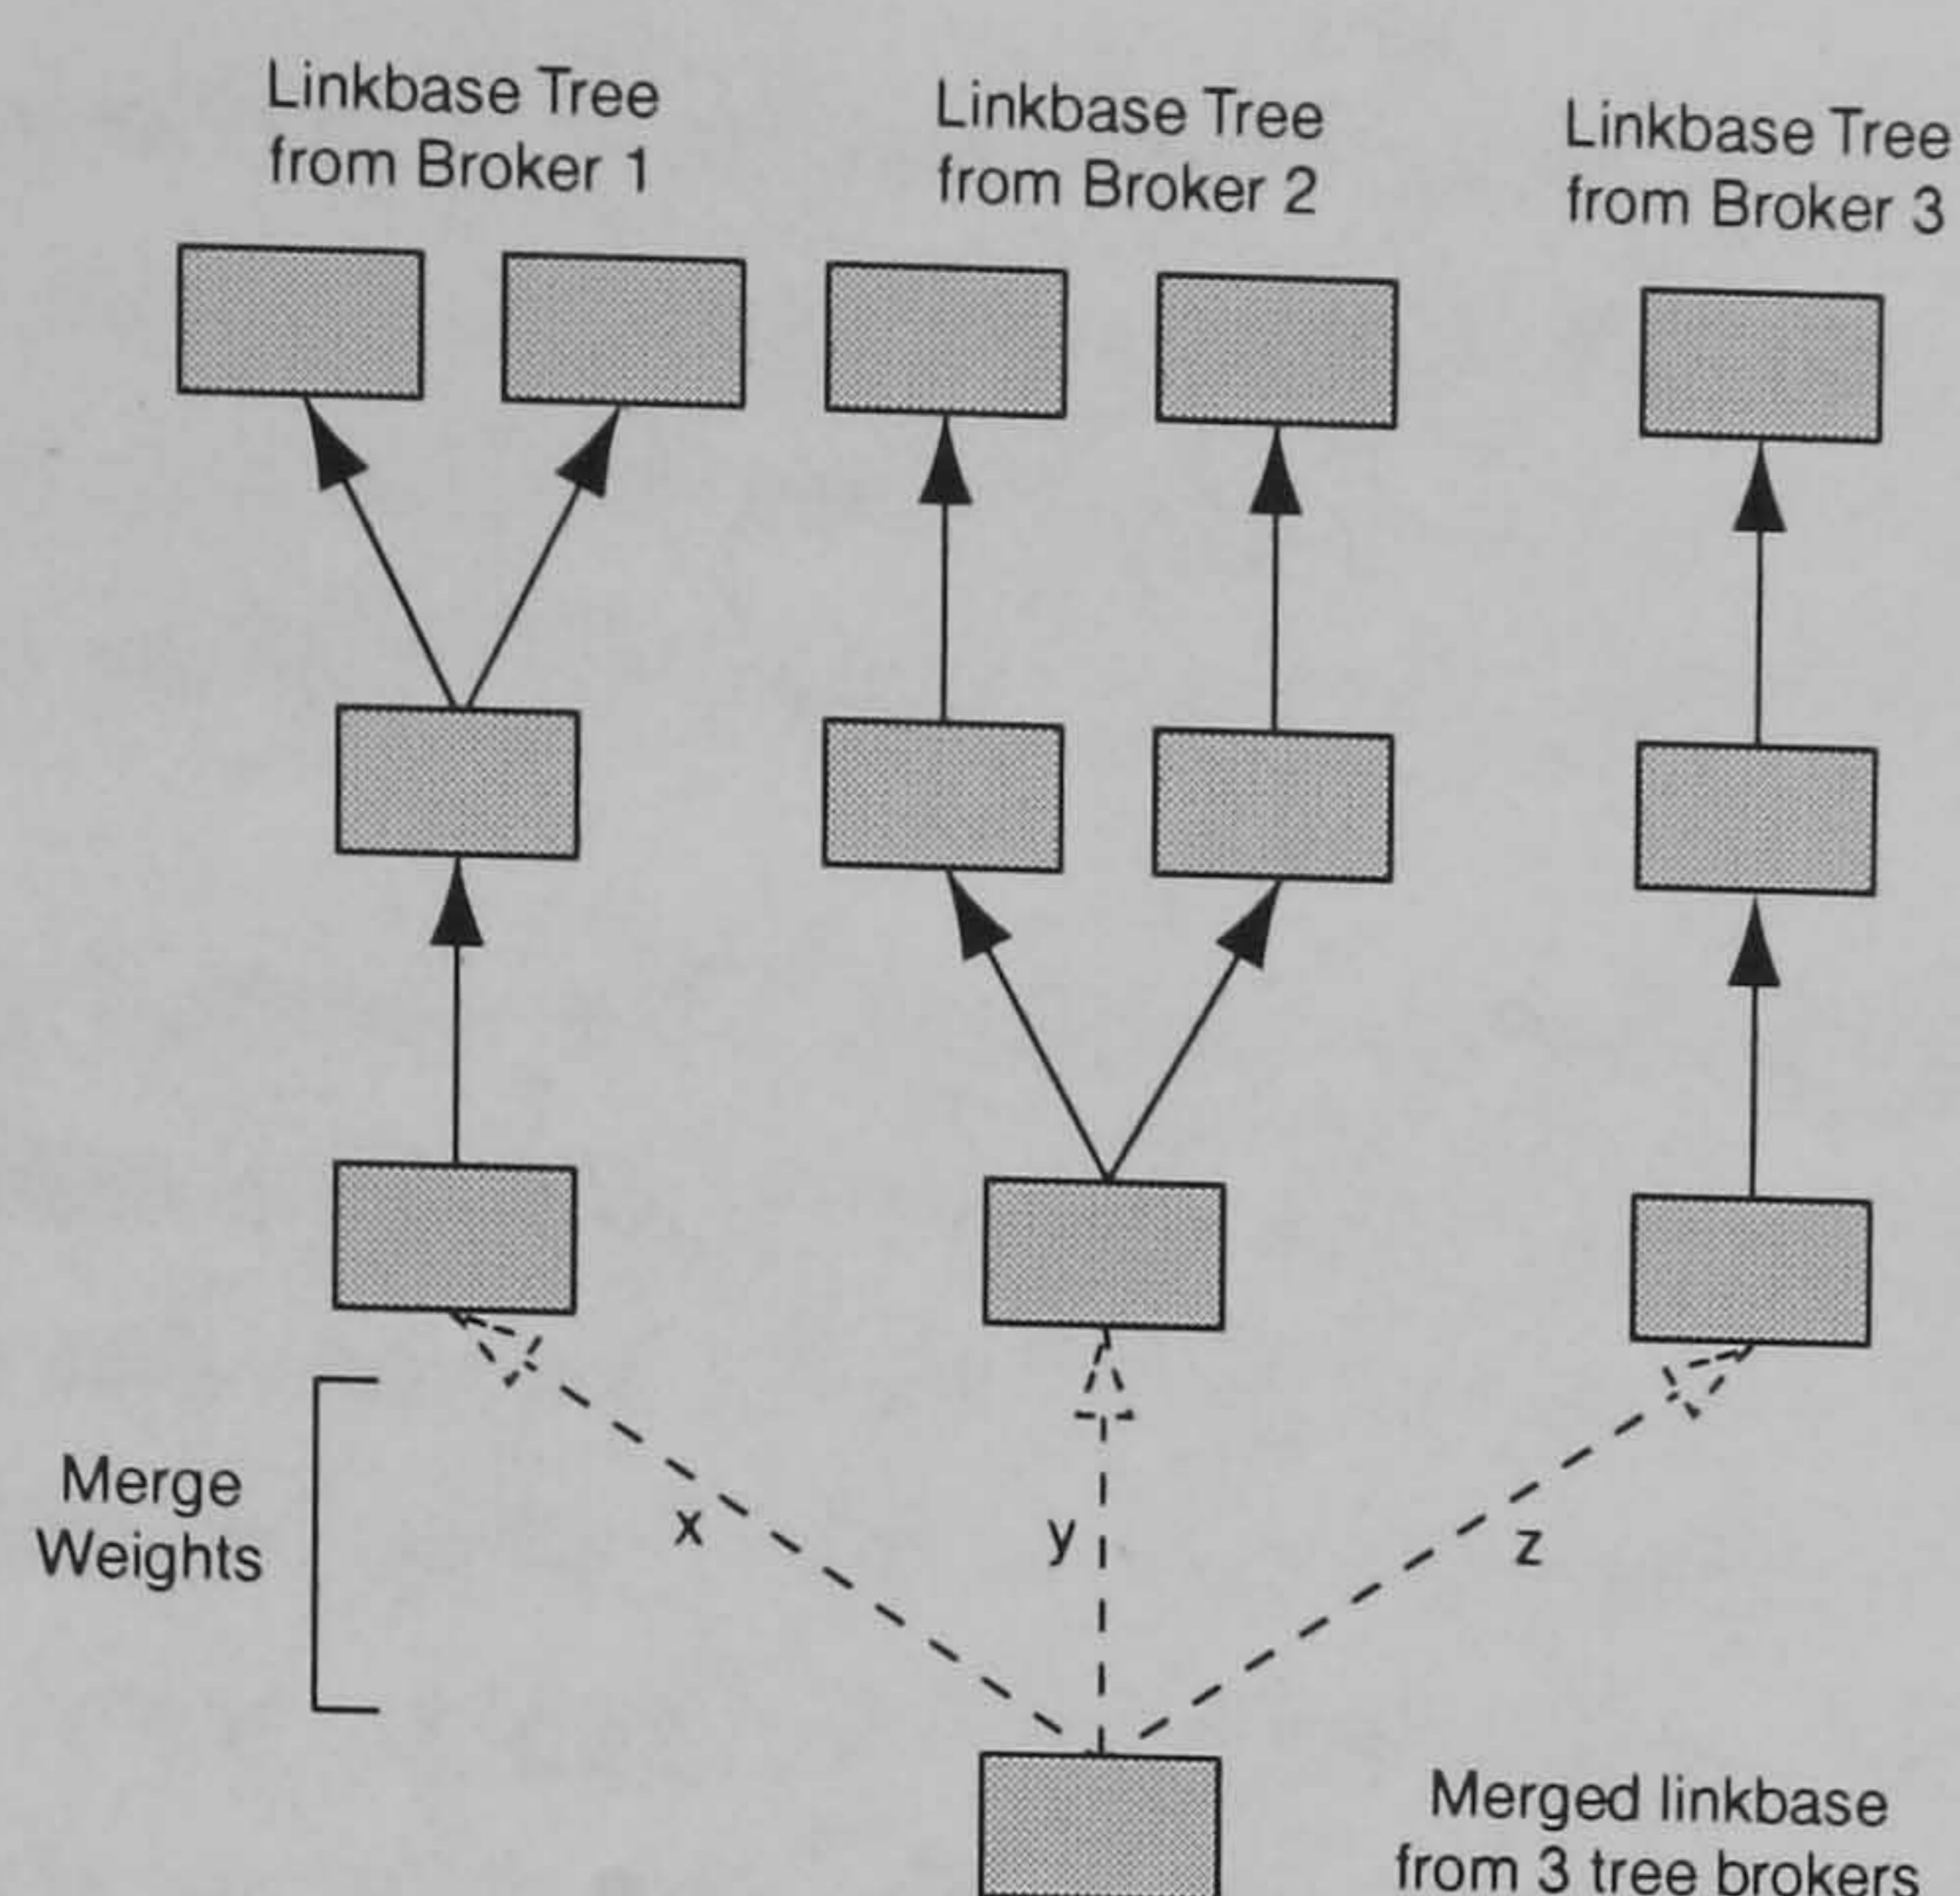 Linkbase Tree
from Broker 1
Linkbase Tree
from Broker 2
Linkbase Tree
from Broker 3
Merge
Weights
x
y
z
Merged linkbase
from 3 tree brokers